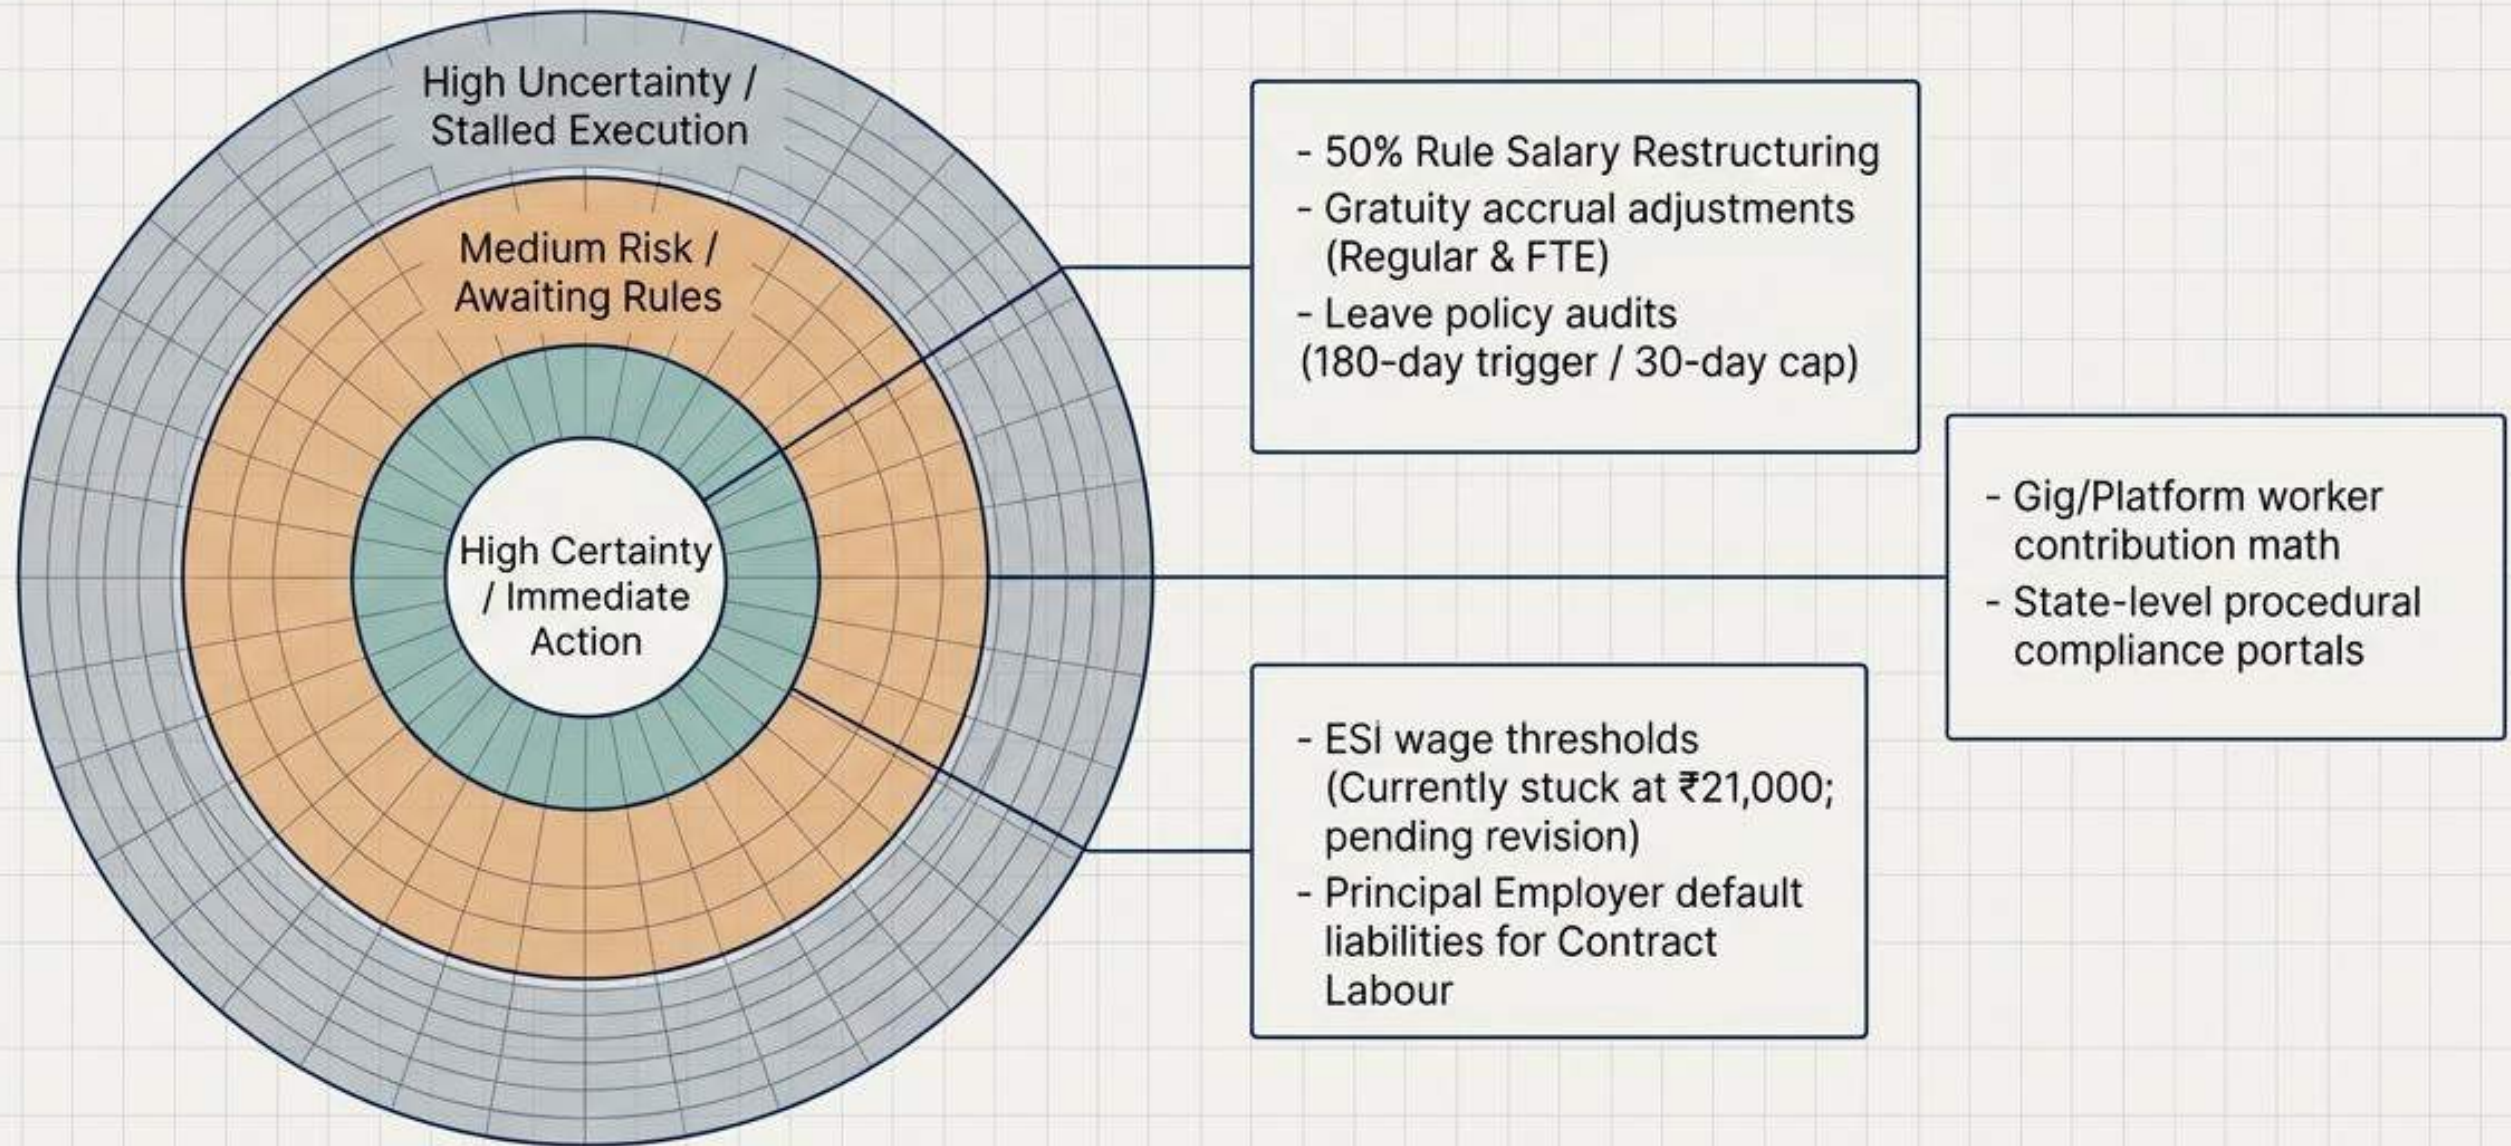 High Uncertainty /
Stalled Execution
Medium Risk /
Awaiting Rules
High Certainty
/ Immediate
Action
- 50% Rule Salary Restructuring
- Gratuity accrual adjustments
(Regular & FTE)
- Leave policy audits
(180-day trigger / 30-day cap)
- Gig/Platform worker
contribution math
- State-level procedural
compliance portals
- ESI wage thresholds
(Currently stuck at ₹21,000;
pending revision)
- Principal Employer default
liabilities for Contract
Labour